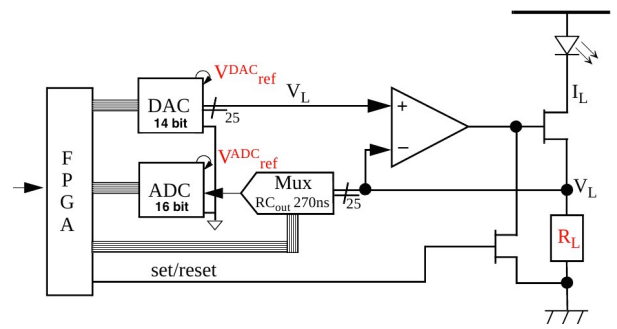 FPGA
DAC
14 bit
V^DAC_ref
V_L
25
+
−
I_L
ADC
16 bit
V^ADC_ref
Mux
RC_out 270ns
25
V_L
R_L
set/reset